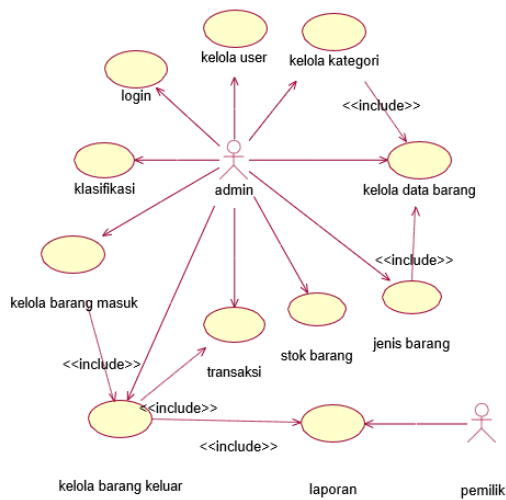 kelola user
kelola kategori
login
<<include>>
klasifikasi
admin
kelola data barang
<<include>>
kelola barang masuk
jenis barang
stok barang
transaksi
<<include>>
<<include>>
<<include>>
kelola barang keluar
laporan
pemilik